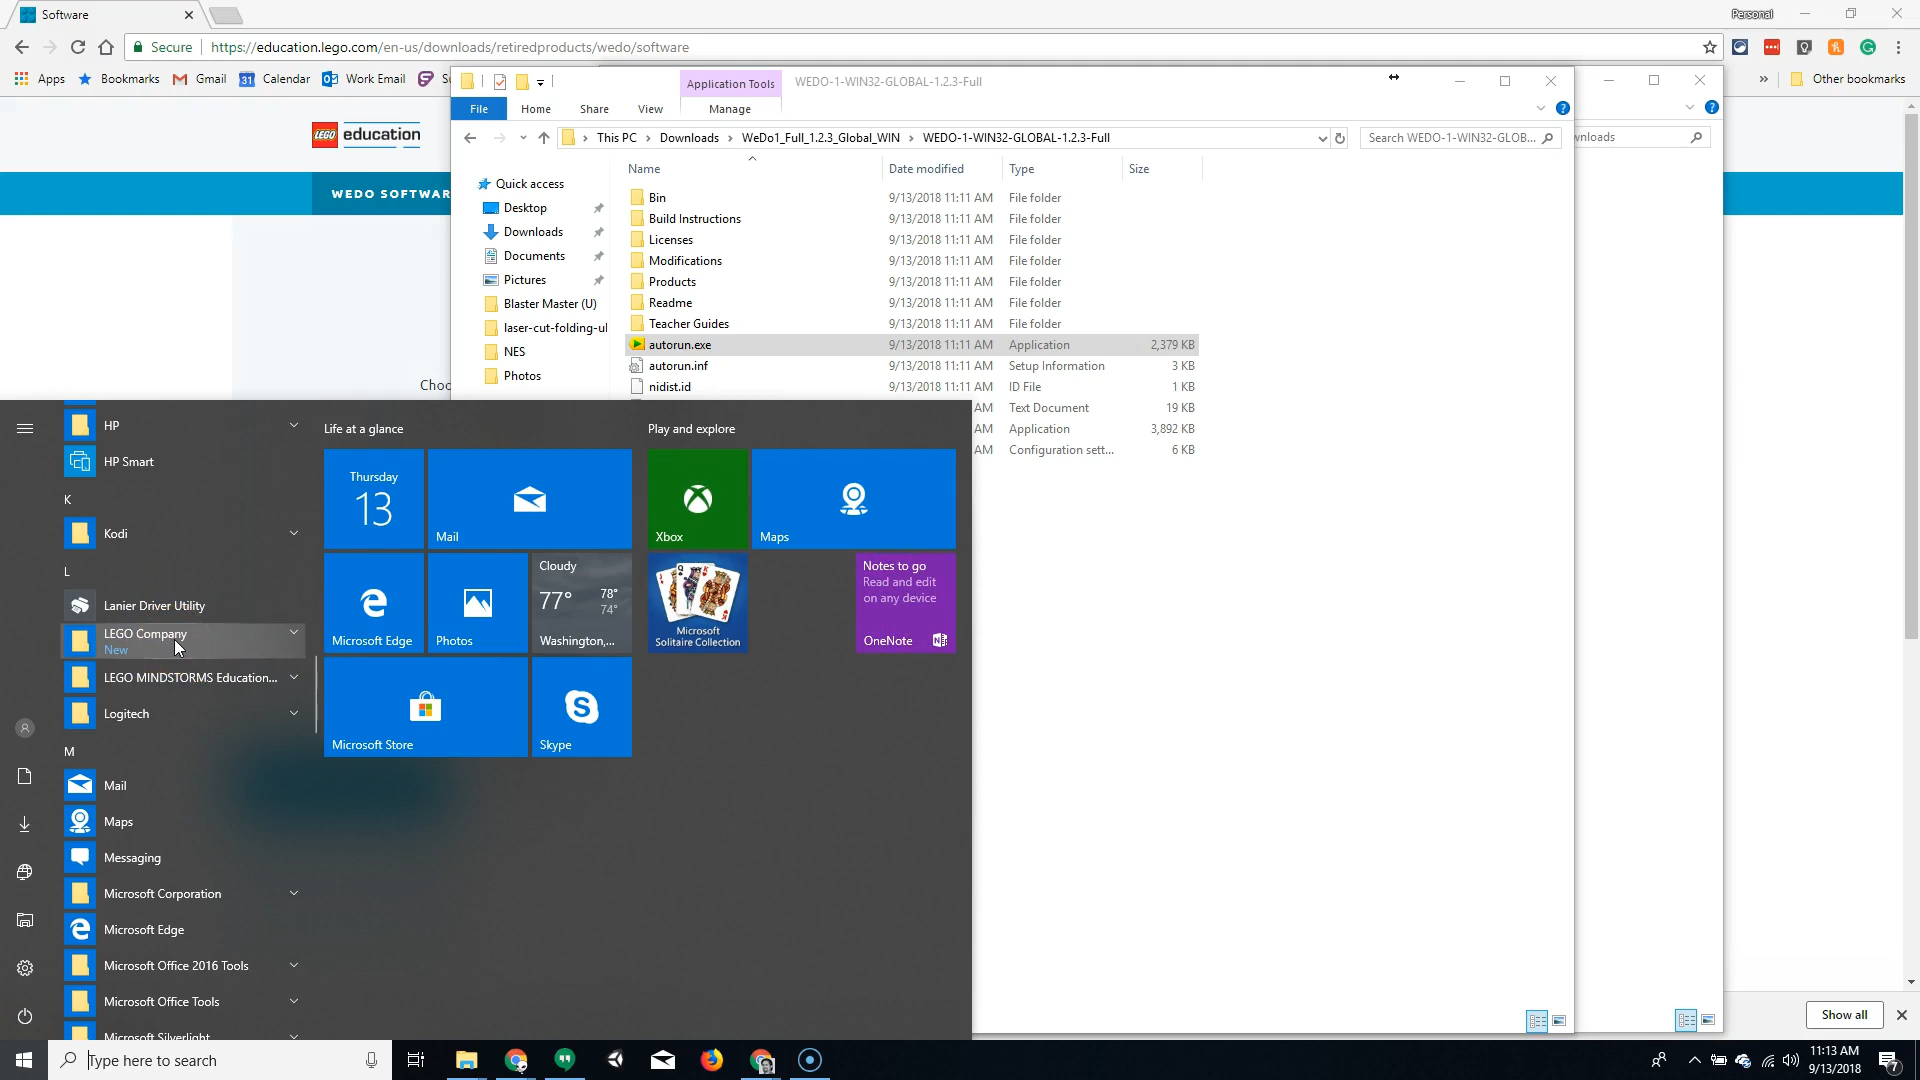 Software
Personal
Secure
https://education.lego.com/en-us/downloads/retiredproducts/wedo/software
Apps
Bookmarks
Gmail
Calendar
Work Email
Other bookmarks
LEGO education
WEDO SOFTWAR
Choo
Application Tools
WEDO-1-WIN32-GLOBAL-1.2.3-Full
File
Home
Share
View
Manage
This PC
Downloads
WeDo1_Full_1.2.3_Global_WIN
WEDO-1-WIN32-GLOBAL-1.2.3-Full
Search WEDO-1-WIN32-GLOB...
wnloads
Name
Date modified
Type
Size
Quick access
Desktop
Downloads
Documents
Pictures
Blaster Master (U)
laser-cut-folding-ul
NES
Photos
Bin 9/13/2018 11:11 AM File folder
Build Instructions 9/13/2018 11:11 AM File folder
Licenses 9/13/2018 11:11 AM File folder
Modifications 9/13/2018 11:11 AM File folder
Products 9/13/2018 11:11 AM File folder
Readme 9/13/2018 11:11 AM File folder
Teacher Guides 9/13/2018 11:11 AM File folder
autorun.exe 9/13/2018 11:11 AM Application 2,379 KB
autorun.inf 9/13/2018 11:11 AM Setup Information 3 KB
nidist.id 9/13/2018 11:11 AM ID File 1 KB
AM Text Document 19 KB
AM Application 3,892 KB
AM Configuration sett... 6 KB
HP
HP Smart
K
Kodi
L
Lanier Driver Utility
LEGO Company
New
LEGO MINDSTORMS Education...
Logitech
M
Mail
Maps
Messaging
Microsoft Corporation
Microsoft Edge
Microsoft Office 2016 Tools
Microsoft Office Tools
Microsoft Silverlight
Life at a glance
Thursday
13
Mail
Microsoft Edge
Photos
Cloudy
77° 78°
74°
Washington,...
Microsoft Store
Skype
Play and explore
Xbox
Maps
Microsoft
Solitaire Collection
Notes to go
Read and edit
on any device
OneNote
Show all
Type here to search
11:13 AM
9/13/2018
7